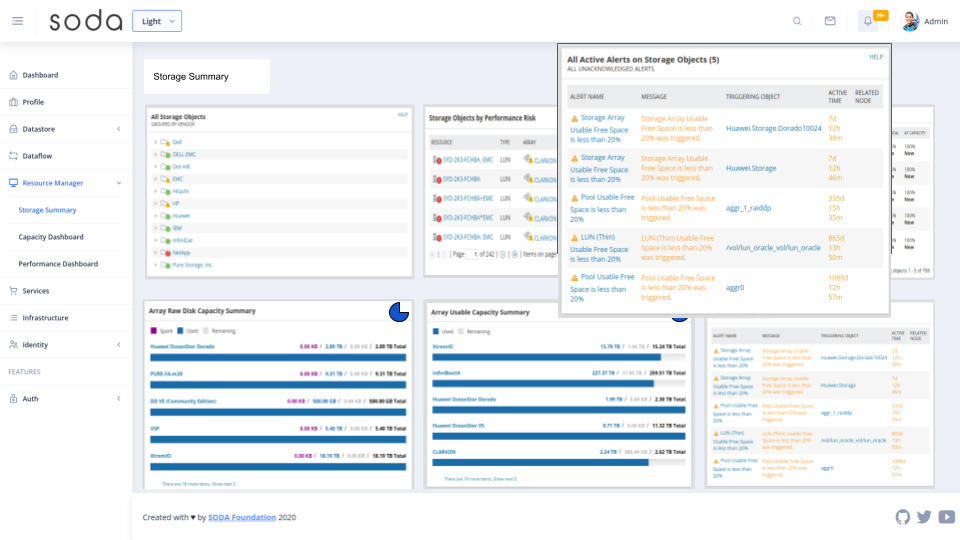 soda
Light
99+
Admin
Dashboard
Profile
Datastore
Dataflow
Resource Manager
Storage Summary
Capacity Dashboard
Performance Dashboard
Services
Infrastructure
Identity
FEATURES
Auth
Storage Summary
All Storage Objects
GROUPED BY VENDOR
HELP
Dell
DELL EMC
Dot Hill
EMC
Hitachi
HP
Huawei
IBM
InfiniDat
NetApp
Pure Storage, Inc.
Storage Objects by Performance Risk
RESOURCE TYPE ARRAY
SYD-2K3-FCHBA, EMC LUN CLARiiON
SYD-2K3-FCHBA LUN CLARiiON
SYD-2K3-FCHBA, EMC LUN CLARiiON
SYD-2K3-FCHBA*EMC LUN CLARiiON
SYD-2K3-FCHBA: EMC LUN CLARiiON
Page 1 of 242 Items on page
AT CAPACITY
100% 100%
Now Now
100% 100%
Now Now
100% 100%
Now Now
100% 100%
Now Now
100% 100%
Now Now
objects 1 - 5 of 768
All Active Alerts on Storage Objects (5)
ALL UNACKNOWLEDGED ALERTS
HELP
ALERT NAME MESSAGE TRIGGERING OBJECT ACTIVE TIME RELATED NODE
Storage Array Usable Free Space is less than 20% Storage Array Usable Free Space is less than 20% was triggered. Huawei.Storage.Dorado10024 7d 12h 38m
Storage Array Usable Free Space is less than 20% Storage Array Usable Free Space is less than 20% was triggered. Huawei.Storage 7d 12h 46m
Pool Usable Free Space is less than 20% Pool Usable Free Space is less than 20% was triggered. aggr_1_raiddp 335d 15h 35m
LUN (Thin) Usable Free Space is less than 20% LUN (Thin) Usable Free Space is less than 20% was triggered. /vol/lun_oracle_vol/lun_oracle 865d 13h 50m
Pool Usable Free Space is less than 20% Pool Usable Free Space is less than 20% was triggered. aggr0 1089d 12h 57m
Array Raw Disk Capacity Summary
Spare Used Remaining
Huawei OceanStor Dorado 0.00 KB / 2.09 TB / 0.00 KB / 2.09 TB Total
PURE.FA.m20 0.00 KB / 9.31 TB / 0.00 KB / 9.31 TB Total
DD VE (Community Edition) 0.00 KB / 500.00 GB / 0.00 KB / 500.00 GB Total
VSP 0.00 KB / 5.40 TB / 0.00 KB / 5.40 TB Total
XtremIO 0.00 KB / 18.19 TB / 0.00 KB / 18.19 TB Total
There are 19 more items. Show next 5.
Array Usable Capacity Summary
Used Remaining
XtremIO 13.79 TB / 1.46 TB / 15.24 TB Total
InfiniBoxVA 227.57 TB / 259.51 TB Total
Huawei OceanStor Dorado 1.99 TB / 2.38 TB Total
Huawei OceanStor V5 9.71 TB / 11.52 TB Total
CLARiiON 2.24 TB / 2.62 TB Total
There are 18 more items. Show next 5.
ALERT NAME MESSAGE TRIGGERING OBJECT ACTIVE TIME RELATED NODE
Storage Array Usable Free Space is less than 20% Storage Array Usable Free Space is less than 20% was triggered. Huawei.Storage.Dorado10024 7d 12h 38m
Storage Array Usable Free Space is less than 20% Storage Array Usable Free Space is less than 20% was triggered. Huawei.Storage 7d 12h 46m
Pool Usable Free Space is less than 20% Pool Usable Free Space is less than 20% was triggered. aggr_1_raiddp 335d 15h 35m
LUN (Thin) Usable Free Space is less than 20% LUN (Thin) Usable Free Space is less than 20% was triggered. /vol/lun_oracle_vol/lun_oracle 865d 13h 50m
Pool Usable Free Space is less than 20% Pool Usable Free Space is less than 20% was triggered. aggr0 1089d 12h 57m
Created with ♥ by SODA Foundation 2020